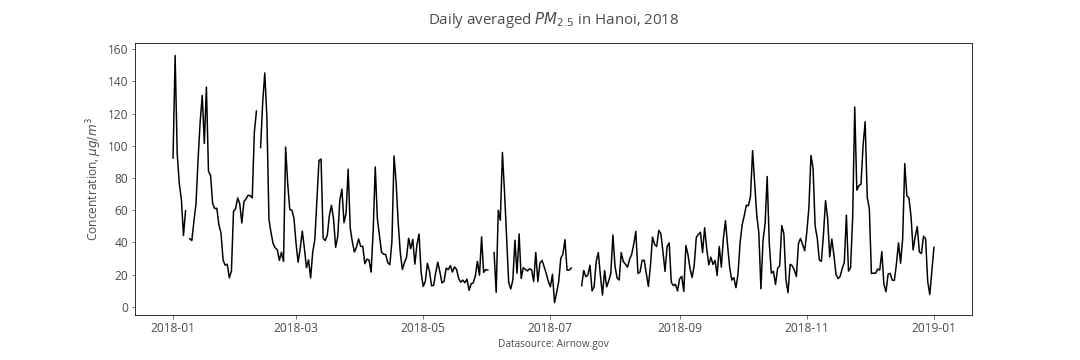 Daily averaged PM₂.₅ in Hanoi, 2018
Concentration, μg/m³
160
140
120
100
80
60
40
20
0
2018-01 2018-03 2018-05 2018-07 2018-09 2018-11 2019-01
Datasource: Airnow.gov